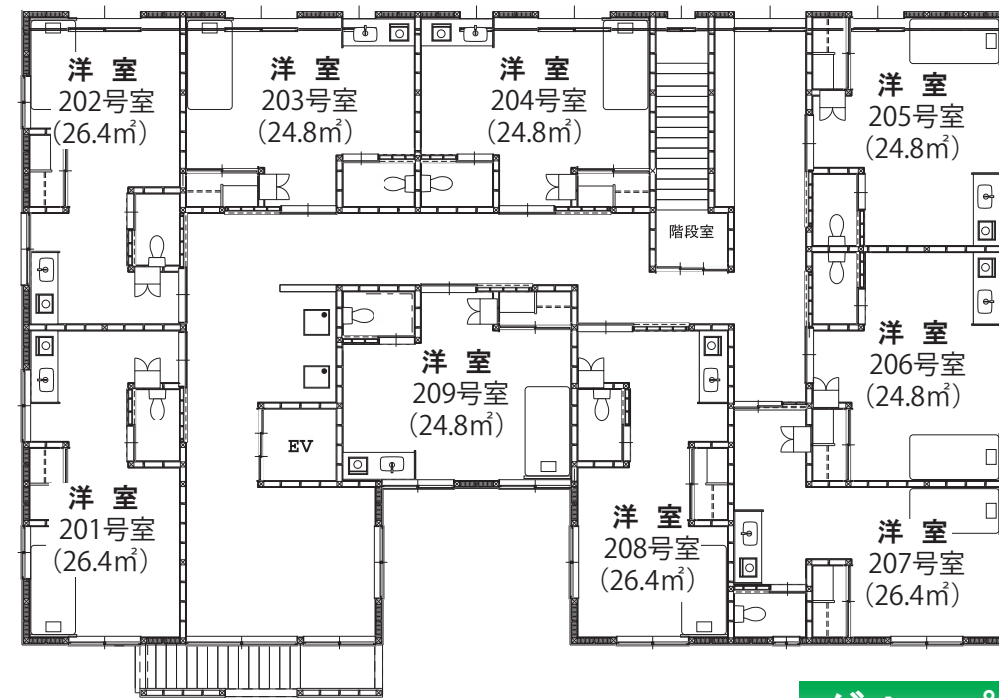 洋 室
202号室
(26.4㎡)
洋 室
203号室
(24.8㎡)
洋 室
204号室
(24.8㎡)
洋 室
205号室
(24.8㎡)
階段室
洋 室
206号室
(24.8㎡)
洋 室
209号室
(24.8㎡)
EV
洋 室
201号室
(26.4㎡)
洋 室
208号室
(26.4㎡)
洋 室
207号室
(26.4㎡)